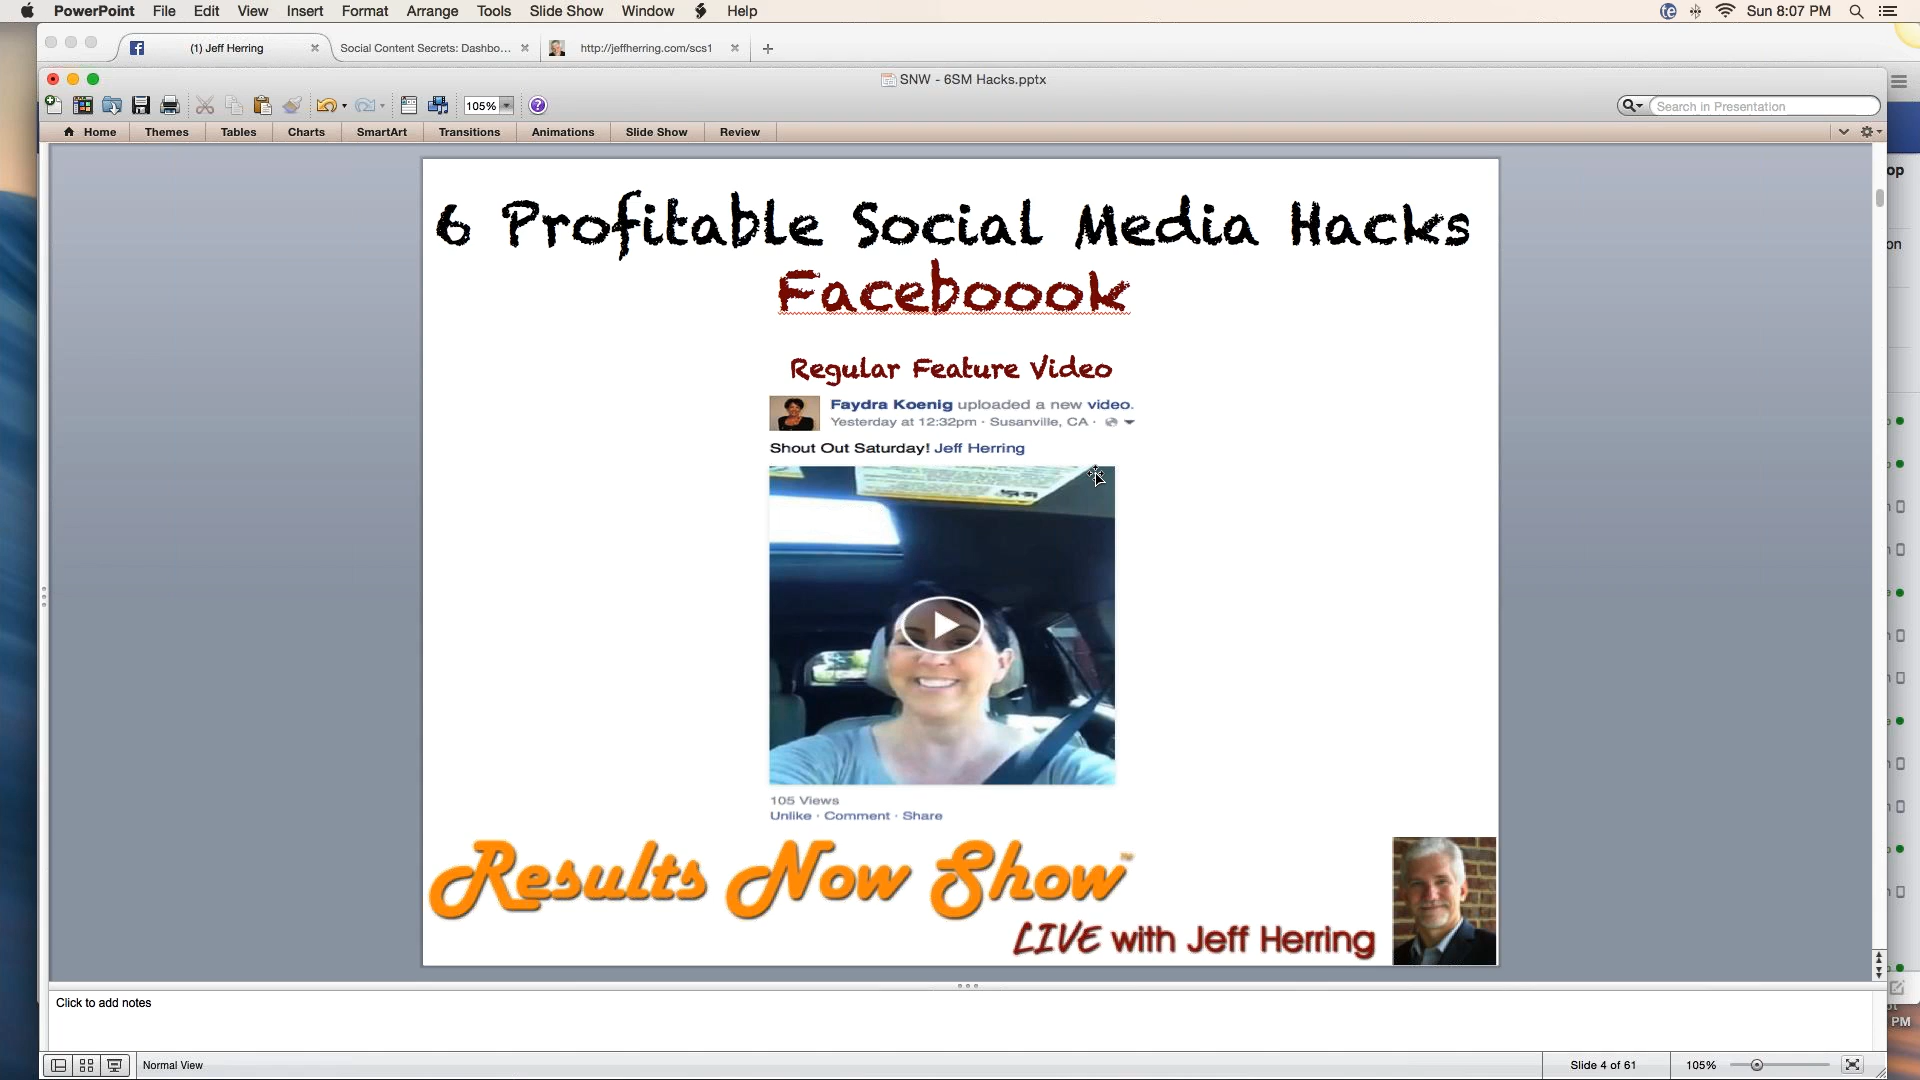 PowerPoint File Edit View Insert Format Arrange Tools Slide Show Window Help Sun 8:07 PM
(1) Jeff Herring Social Content Secrets: Dashbo... http://jeffherring.com/scs1
SNW - 6SM Hacks.pptx
105% Search in Presentation
Home Themes Tables Charts SmartArt Transitions Animations Slide Show Review
6 Profitable Social Media Hacks
Faceboook
Regular Feature Video
Faydra Koenig uploaded a new video.
Yesterday at 12:32pm · Susanville, CA ·
Shout Out Saturday! Jeff Herring
105 Views
Unlike · Comment · Share
Results Now Show™
LIVE with Jeff Herring
op
on
Click to add notes
PM
Normal View Slide 4 of 61 105%